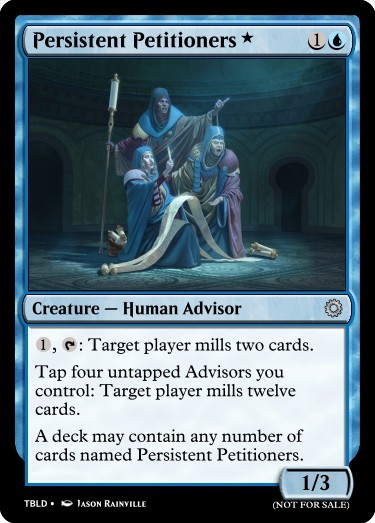 Persistent Petitioners ★ 1
Creature — Human Advisor
1, : Target player mills two cards.
Tap four untapped Advisors you
control: Target player mills twelve
cards.
A deck may contain any number of
cards named Persistent Petitioners.
1/3
TBLD • Jason Rainville
(NOT FOR SALE)